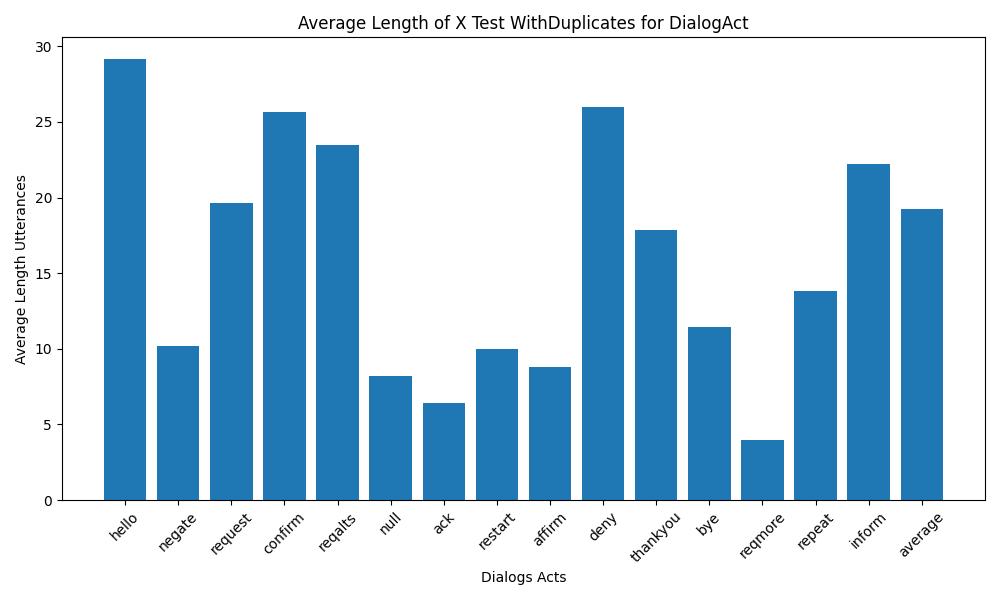 Average Length of X Test WithDuplicates for DialogAct
Average Length Utterances
30
25
20
15
10
5
0
hello
negate
request
confirm
reqalts
null
ack
restart
affirm
deny
thankyou
bye
reqmore
repeat
inform
average
Dialogs Acts